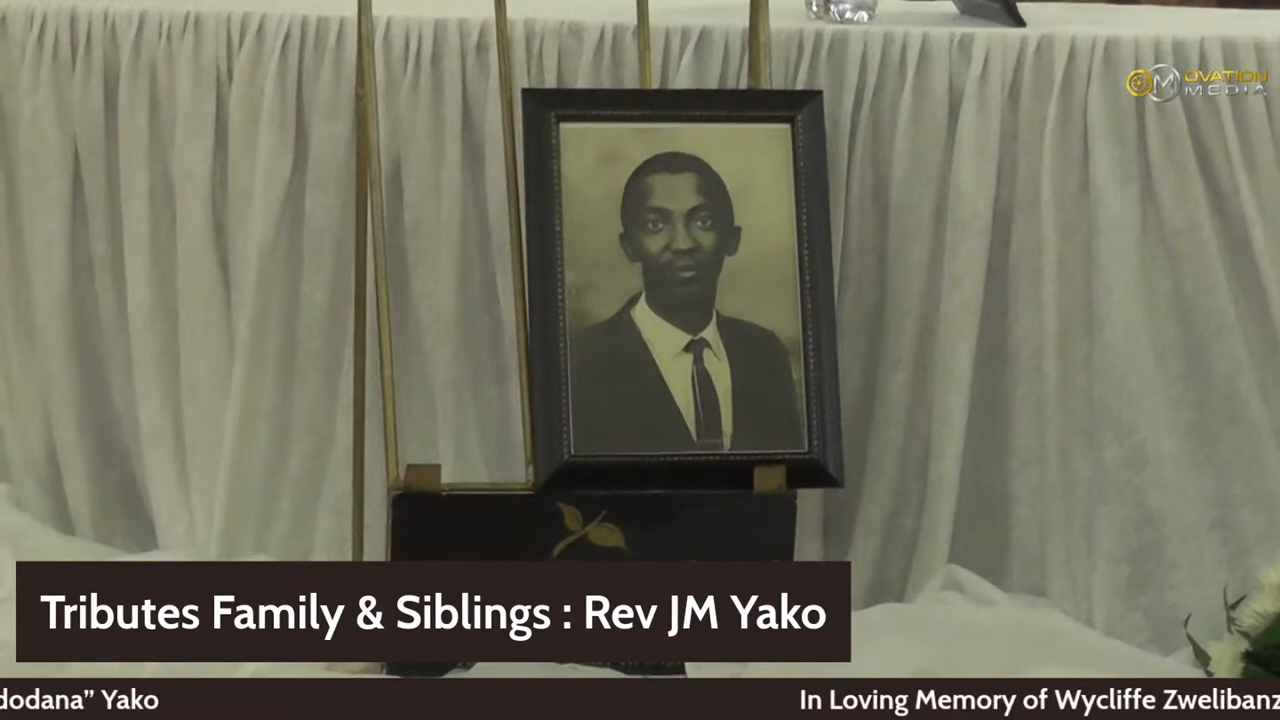 OVATION
MEDIA
Tributes Family & Siblings : Rev JM Yako
dodana” Yako
In Loving Memory of Wycliffe Zwelibanz